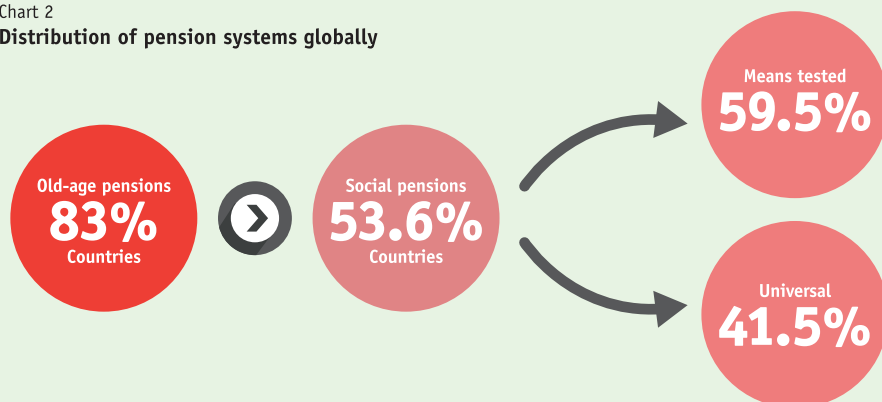 Chart 2
Distribution of pension systems globally
Old-age pensions
83%
Countries
Social pensions
53.6%
Countries
Means tested
59.5%
Universal
41.5%